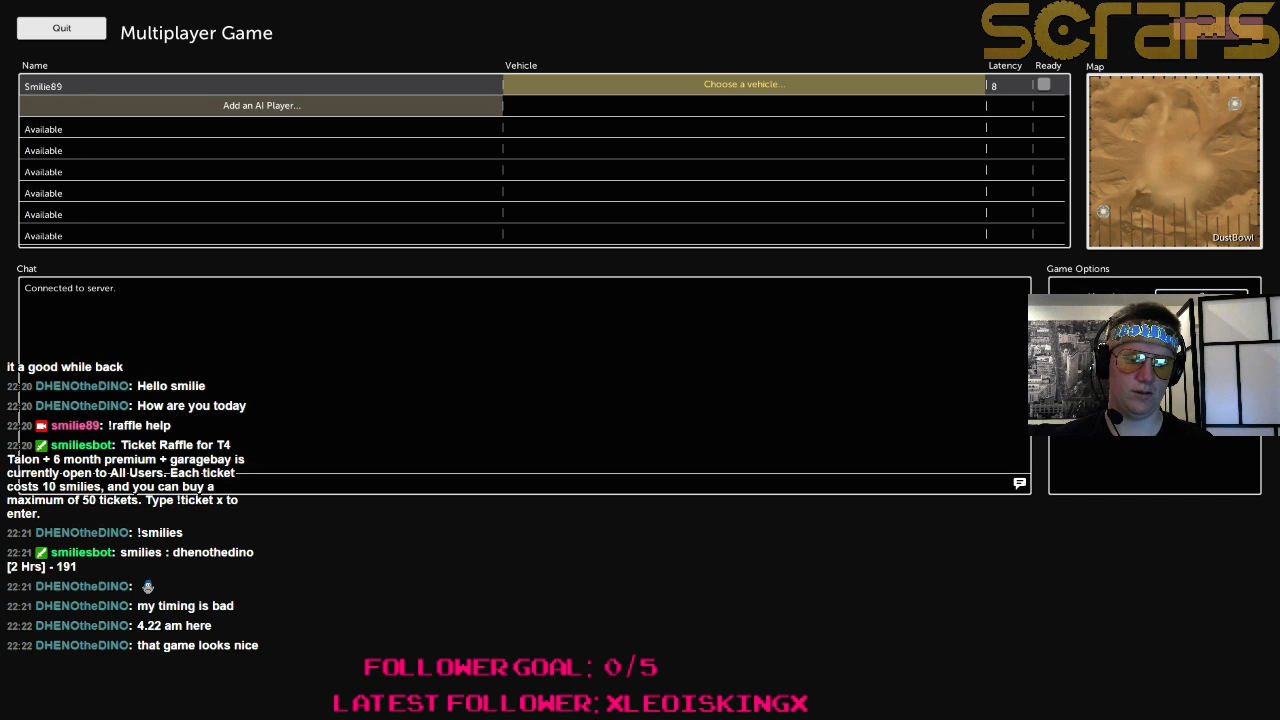 Quit
Multiplayer Game
scraps
Name Vehicle Latency Ready Map
Smilie89 Choose a vehicle... 8
Add an AI Player...
Available
Available
Available
Available
Available
Available
DustBowl
Chat
Game Options
Connected to server.
it a good while back
22:20 DHENOtheDINO: Hello smilie
22:20 DHENOtheDINO: How are you today
22:20 smilie89: !raffle help
22:20 smiliesbot: Ticket Raffle for T4
Talon + 6 month premium + garagebay is
currently open to All Users. Each ticket
costs 10 smilies, and you can buy a
maximum of 50 tickets. Type !ticket x to
enter.
22:21 DHENOtheDINO: !smilies
22:21 smiliesbot: smilies : dhenothedino
[2 Hrs] - 191
22:21 DHENOtheDINO:
22:21 DHENOtheDINO: my timing is bad
22:22 DHENOtheDINO: 4.22 am here
22:22 DHENOtheDINO: that game looks nice
FOLLOWER GOAL: 0/5
LATEST FOLLOWER: XLEOISKINGX